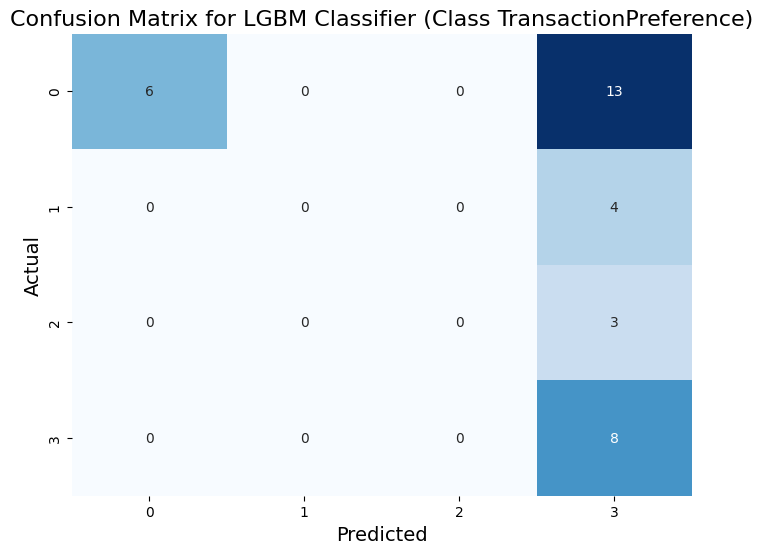 Confusion Matrix for LGBM Classifier (Class TransactionPreference)
0 6 0 0 13
1 0 0 0 4
2 0 0 0 3
3 0 0 0 8
Actual
0 1 2 3
Predicted